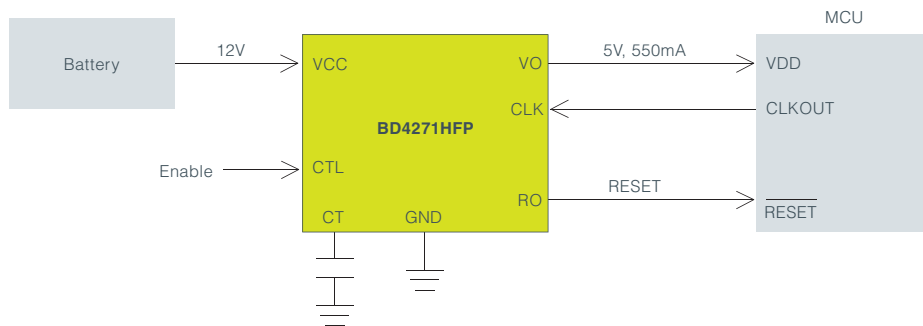 MCU
Battery
12V
VCC
VO
5V, 550mA
VDD
CLK
CLKOUT
BD4271HFP
Enable
CTL
RO
RESET
RESET
CT
GND